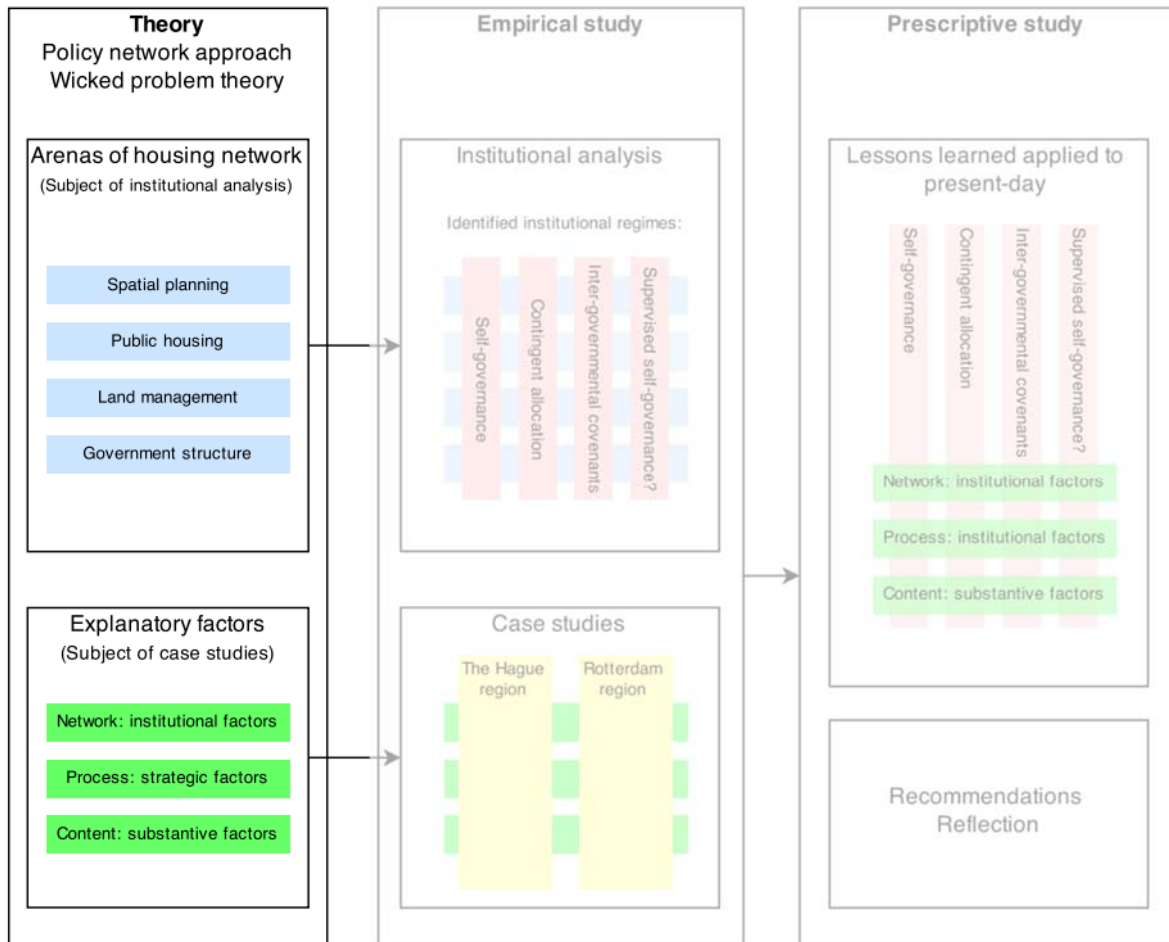 Theory
Policy network approach
Wicked problem theory
Arenas of housing network
(Subject of institutional analysis)
Spatial planning
Public housing
Land management
Government structure
Explanatory factors
(Subject of case studies)
Network: institutional factors
Process: strategic factors
Content: substantive factors
Empirical study
Institutional analysis
Identified institutional regimes:
Self-governance
Contingent allocation
Inter-governmental covenants
Supervised self-governance?
Case studies
The Hague
region
Rotterdam
region
Prescriptive study
Lessons learned applied to
present-day
Self-governance
Contingent allocation
Inter-governmental covenants
Supervised self-governance?
Network: institutional factors
Process: institutional factors
Content: substantive factors
Recommendations
Reflection